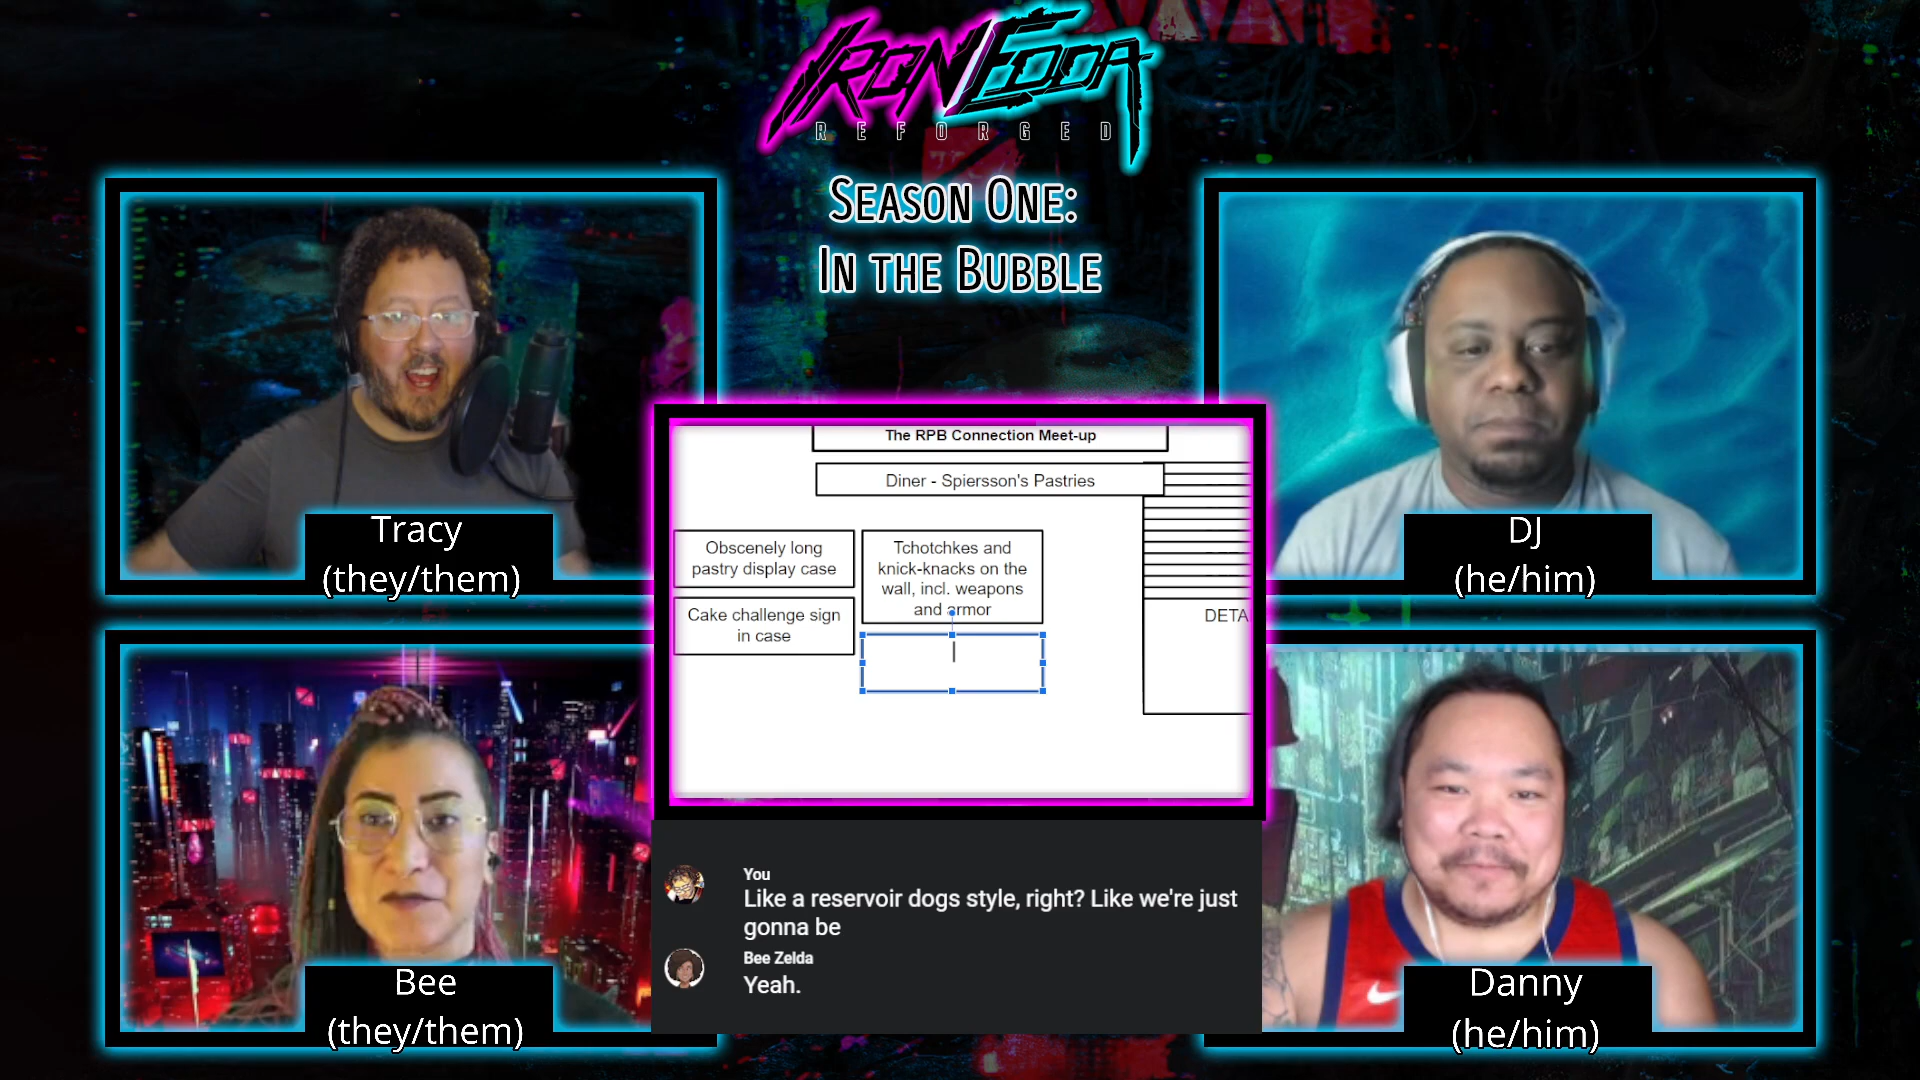 IRON EDDA
REFORGED
SEASON ONE:
IN THE BUBBLE
Tracy
(they/them)
DJ
(he/him)
The RPB Connection Meet-up
Diner - Spiersson's Pastries
Obscenely long
pastry display case
Cake challenge sign
in case
Tchotchkes and
knick-knacks on the
wall, incl. weapons
and armor
DETA
Bee
(they/them)
You
Like a reservoir dogs style, right? Like we're just
gonna be
Bee Zelda
Yeah.
Danny
(he/him)